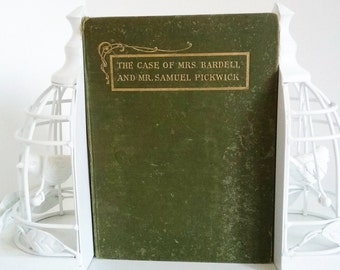 THE CASE OF MRS. BARDELL
AND MR. SAMUEL PICKWICK